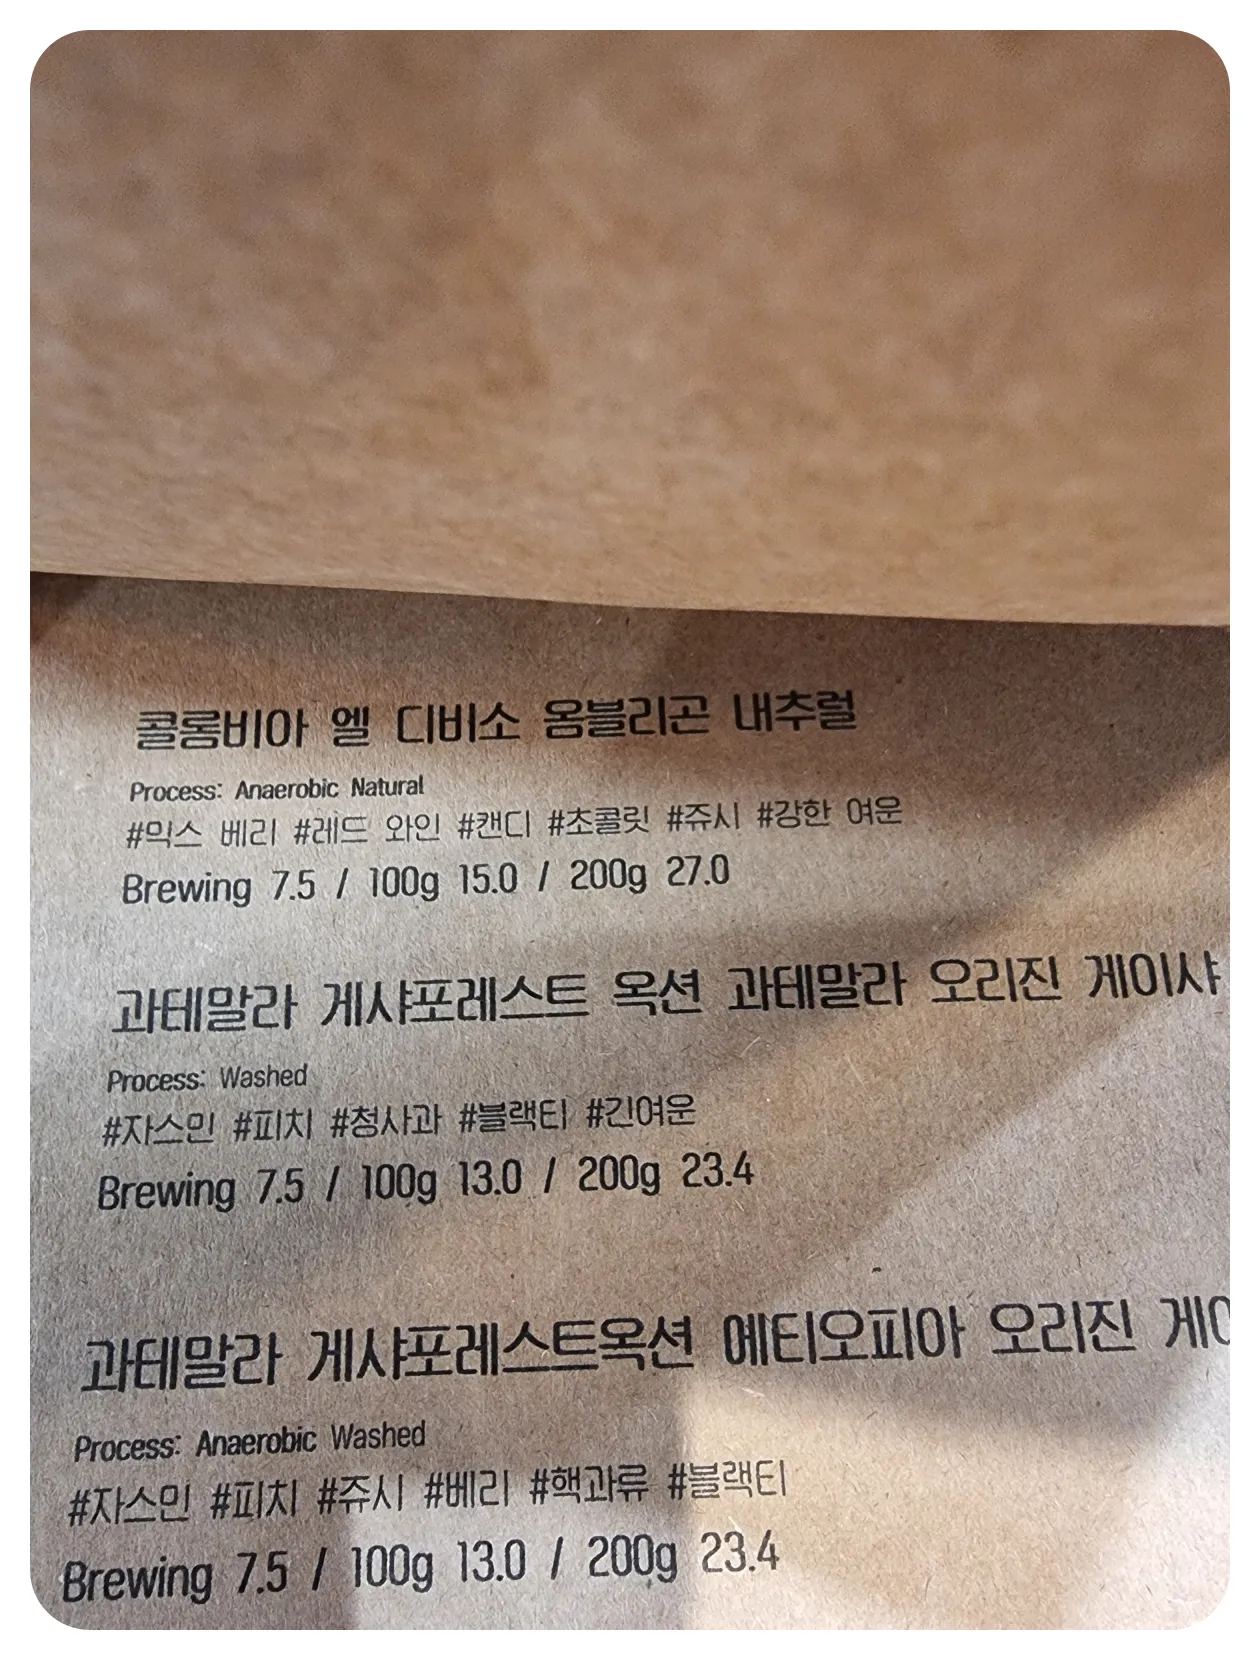 콜롬비아 엘 디비소 옴블리곤 내추럴
Process: Anaerobic Natural
#믹스 베리 #레드 와인 #캔디 #초콜릿 #쥬시 #강한 여운
Brewing 7.5 / 100g 15.0 / 200g 27.0
과테말라 게샤포레스트 옥션 과테말라 오리진 게이샤
Process: Washed
#자스민 #피치 #청사과 #블랙티 #긴여운
Brewing 7.5 / 100g 13.0 / 200g 23.4
과테말라 게샤포레스트옥션 에티오피아 오리진
Process: Anaerobic Washed
#자스민 #피치 #쥬시 #베리 #핵과류 #블랙티
Brewing 7.5 / 100g 13.0 / 200g 23.4